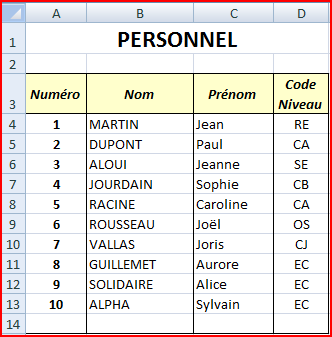 A B C D
1 PERSONNEL
2
3 Numéro Nom Prénom Code Niveau
4 1 MARTIN Jean RE
5 2 DUPONT Paul CA
6 3 ALOUI Jeanne SE
7 4 JOURDAIN Sophie CB
8 5 RACINE Caroline CA
9 6 ROUSSEAU Joël OS
10 7 VALLAS Joris CJ
11 8 GUILLEMET Aurore EC
12 9 SOLIDAIRE Alice EC
13 10 ALPHA Sylvain EC
14